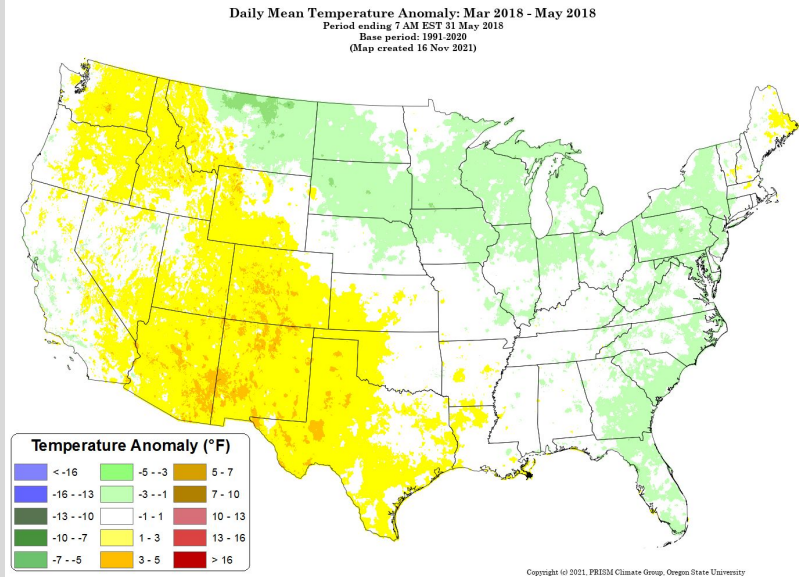 Daily Mean Temperature Anomaly: Mar 2018 - May 2018
Period ending 7 AM EST 31 May 2018
Base period: 1991-2020
(Map created 16 Nov 2021)
Temperature Anomaly (°F)
< -16
-5 - -3
5 - 7
-16 - -13
-3 - -1
7 - 10
-13 - -10
-1 - 1
10 - 13
-10 - -7
1 - 3
13 - 16
-7 - -5
3 - 5
> 16
Copyright (c) 2021, PRISM Climate Group, Oregon State University